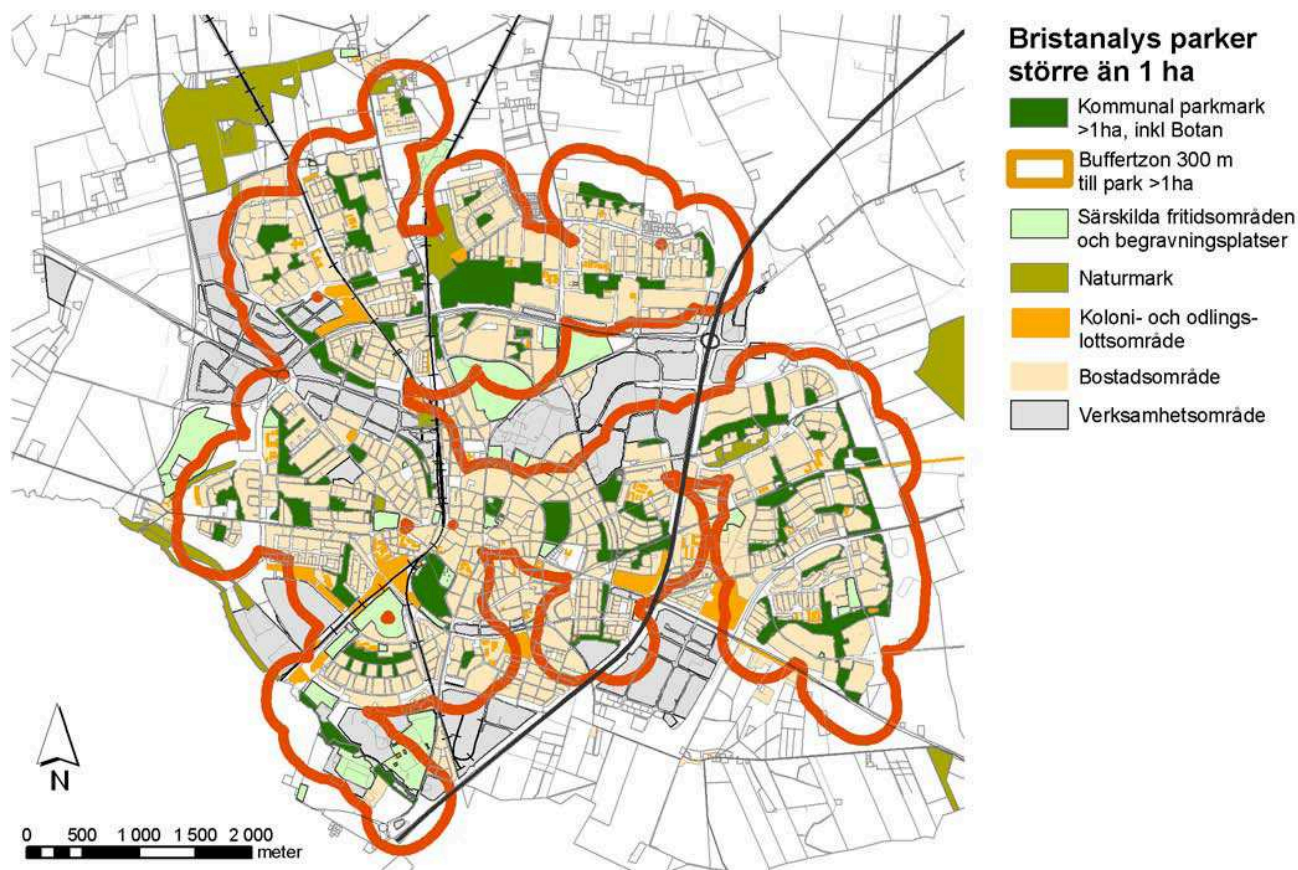 Bristanalys parker
större än 1 ha
Kommunal parkmark
>1ha, inkl Botan
Buffertzon 300 m
till park >1ha
Särskilda fritidsområden
och begravningsplatser
Naturmark
Koloni- och odlings-
lottsområde
Bostadsområde
Verksamhetsområde
N
0 500 1 000 1 500 2 000
meter